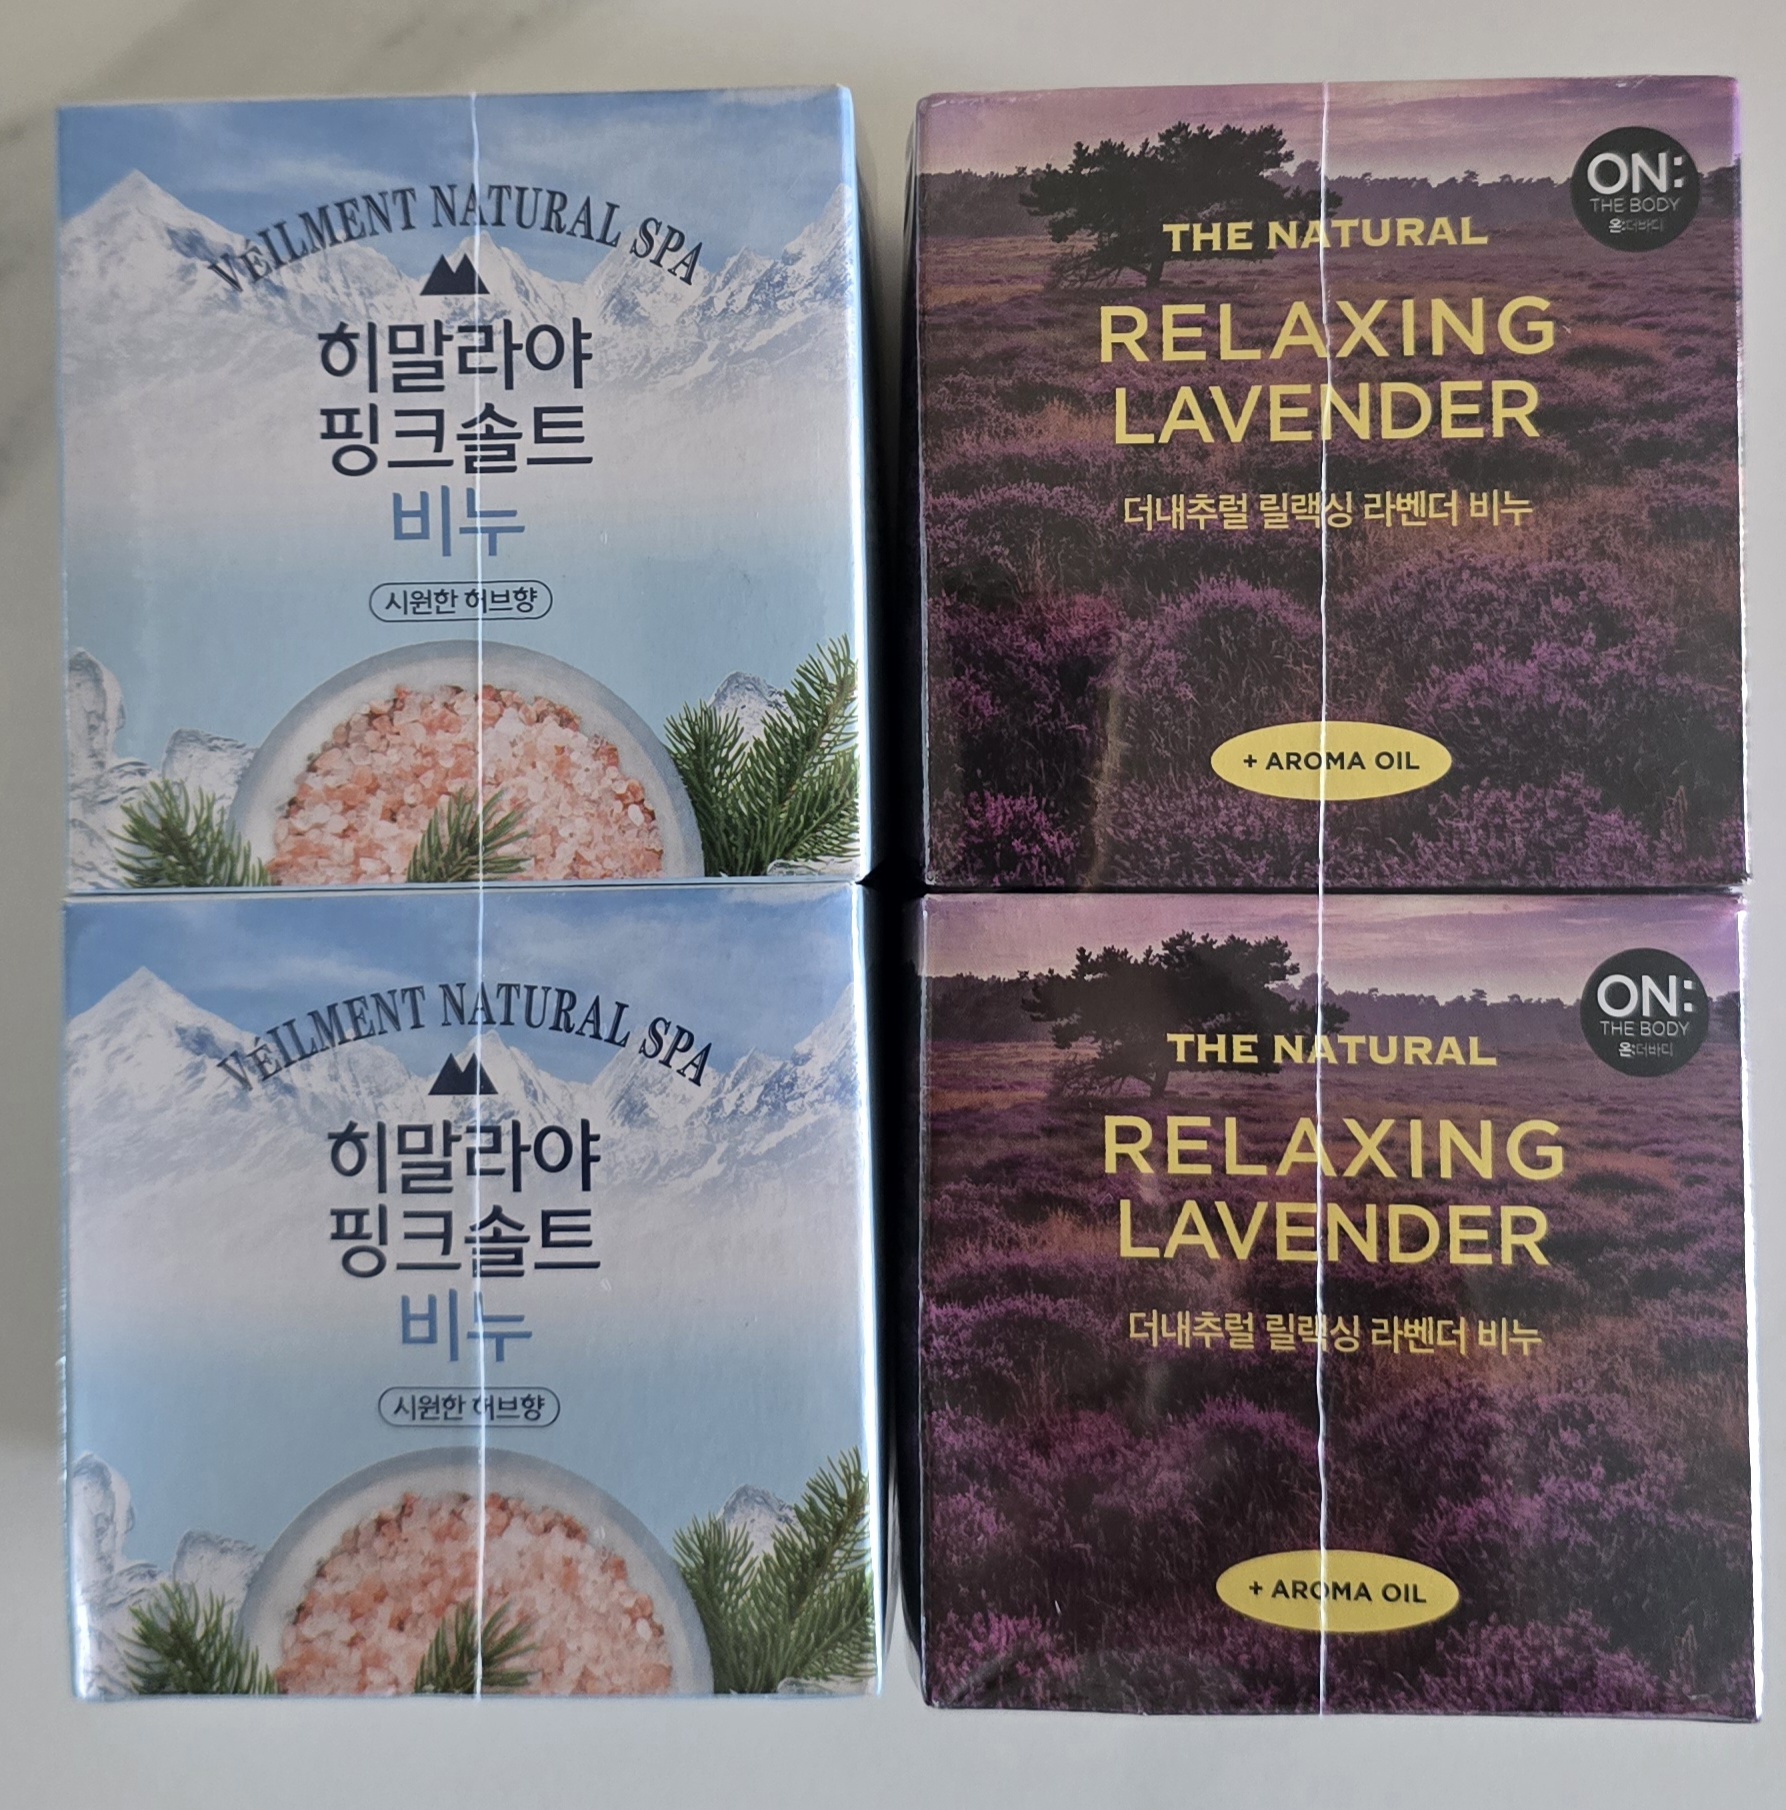 VÉILMENT NATURAL SPA
히말라야
핑크솔트
비누
시원한 허브향
ON:
THE BODY
온:더바디
THE NATURAL
RELAXING
LAVENDER
더내추럴 릴랙싱 라벤더 비누
+ AROMA OIL
VÉILMENT NATURAL SPA
히말라야
핑크솔트
비누
시원한 허브향
ON:
THE BODY
온:더바디
THE NATURAL
RELAXING
LAVENDER
더내추럴 릴랙싱 라벤더 비누
+ AROMA OIL